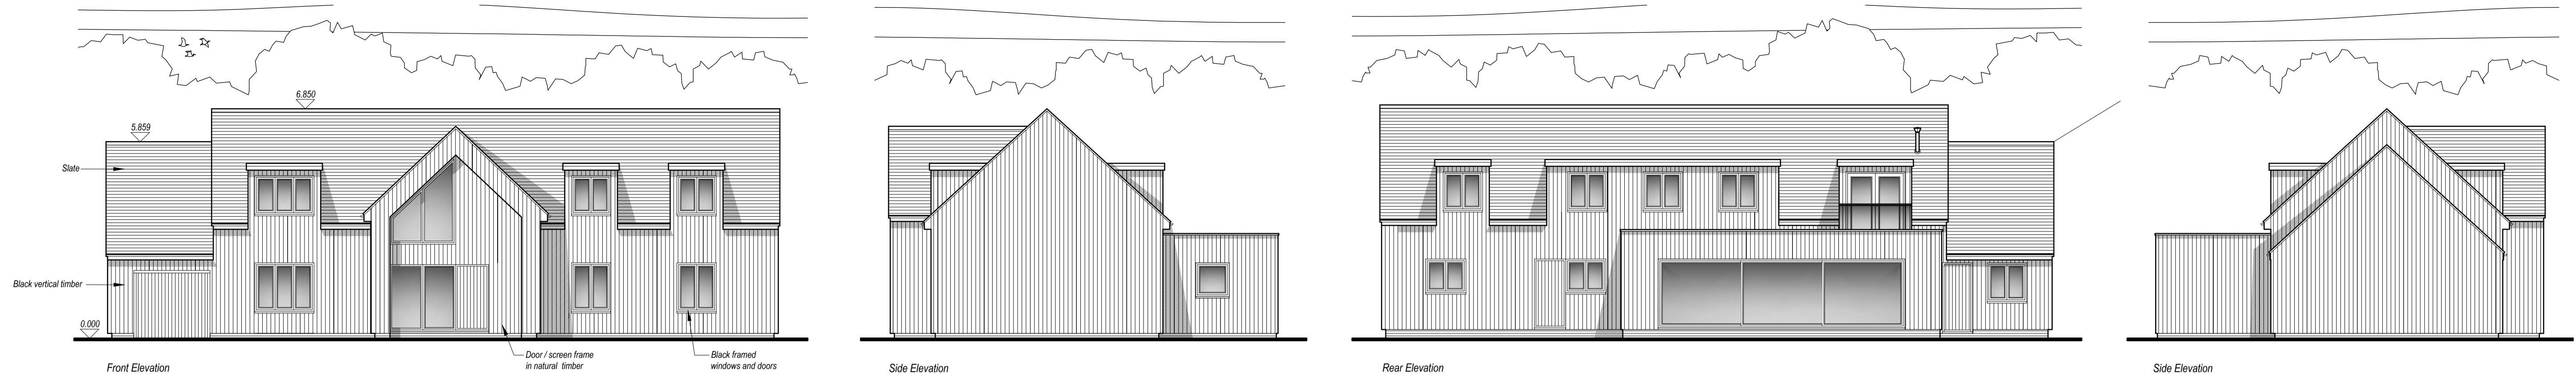 6.850
5.859
Slate
Black vertical timber
0.000
Door / screen frame
in natural timber
Black framed
windows and doors
Front Elevation
Side Elevation
Rear Elevation
Side Elevation